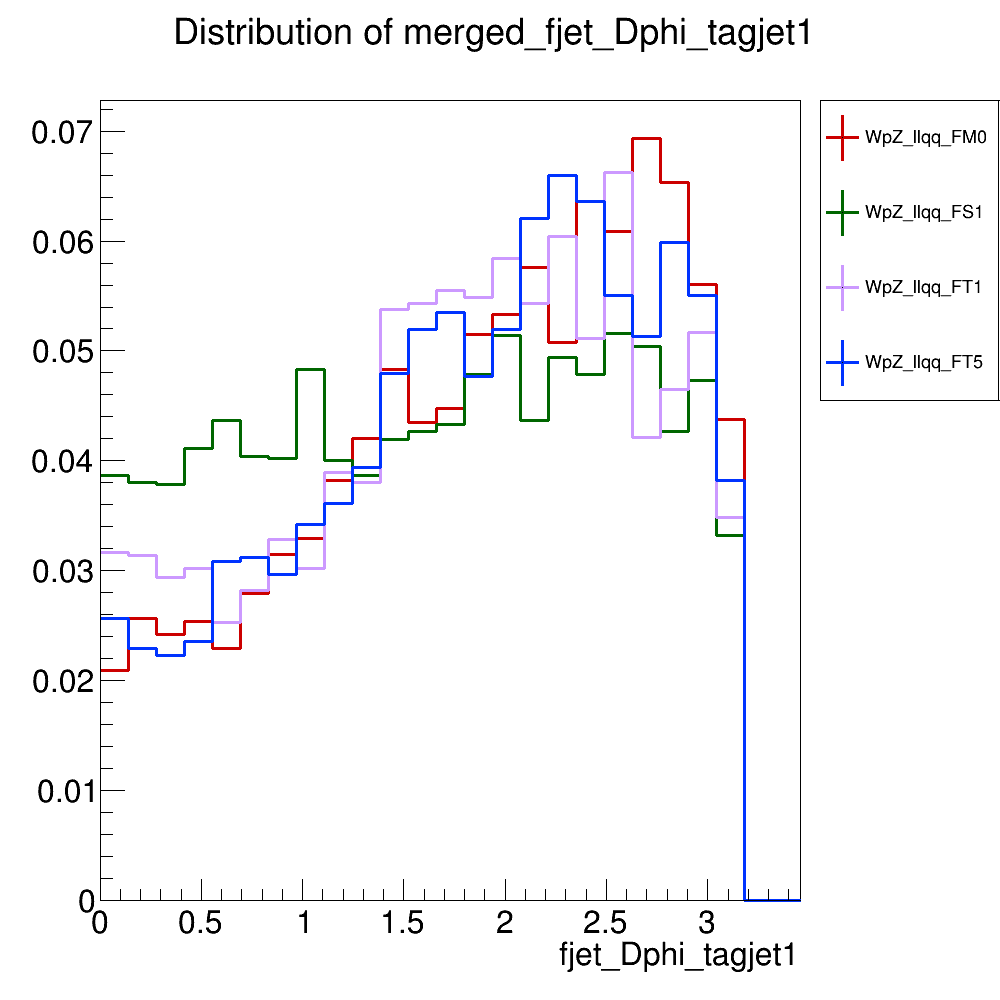 Distribution of merged_fjet_Dphi_tagjet1
0.07
0.06
0.05
0.04
0.03
0.02
0.01
0
0 0.5 1 1.5 2 2.5 3
fjet_Dphi_tagjet1
WpZ_llqq_FM0
WpZ_llqq_FS1
WpZ_llqq_FT1
WpZ_llqq_FT5